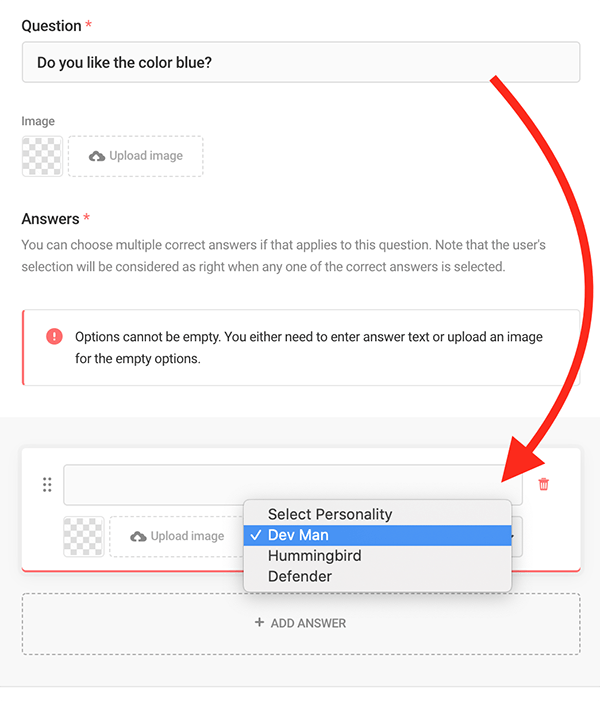 Question *
Do you like the color blue?
Image
Upload image
Answers *
You can choose multiple correct answers if that applies to this question. Note that the user's
selection will be considered as right when any one of the correct answers is selected.
Options cannot be empty. You either need to enter answer text or upload an image
for the empty options.
Upload image
Select Personality
✓ Dev Man
Hummingbird
Defender
+ ADD ANSWER